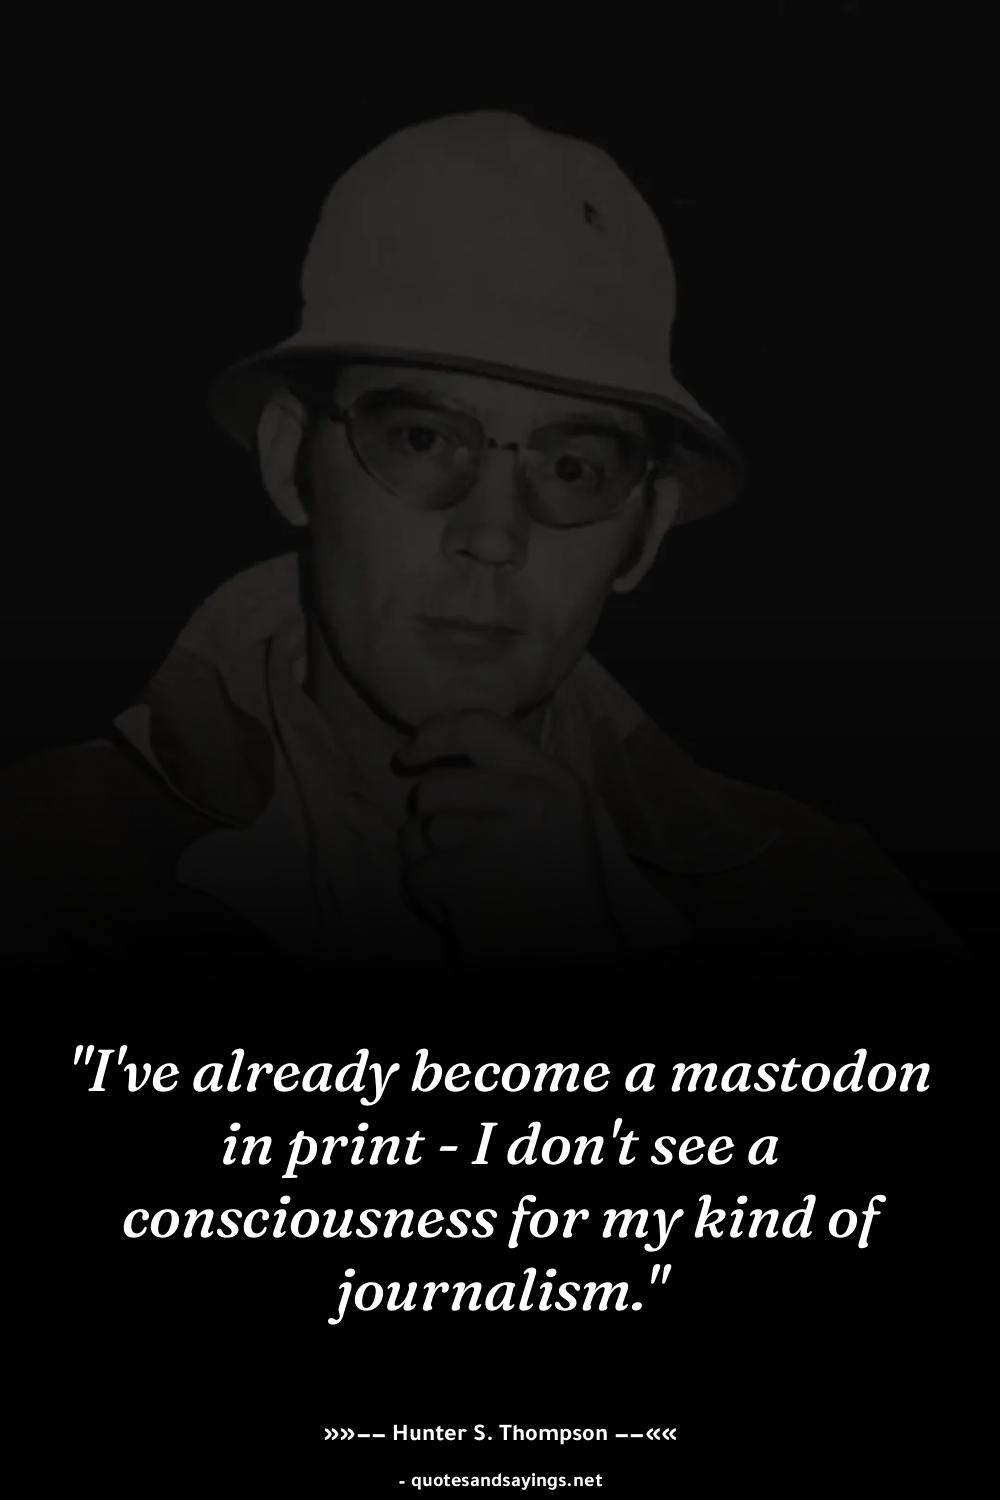 "I've already become a mastodon
in print - I don't see a
consciousness for my kind of
journalism."
»»–– Hunter S. Thompson ––««
- quotesandsayings.net